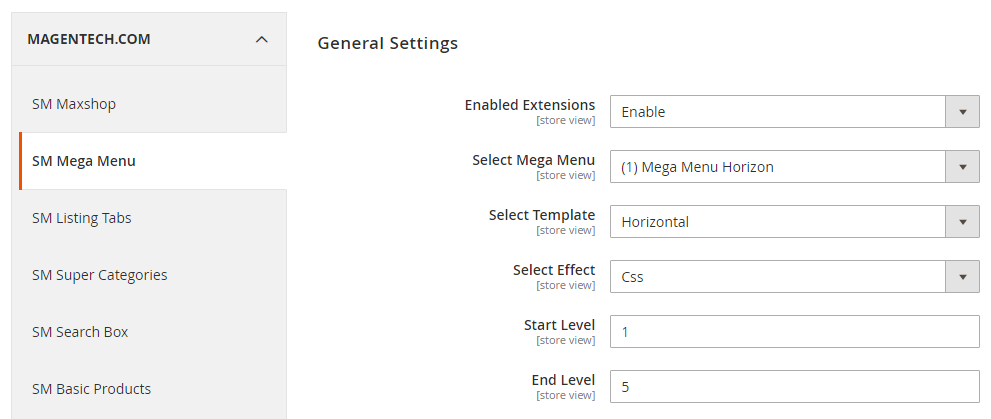 MAGENTECH.COM
SM Maxshop
SM Mega Menu
SM Listing Tabs
SM Super Categories
SM Search Box
SM Basic Products
General Settings
Enabled Extensions
[store view]
Enable
Select Mega Menu
[store view]
(1) Mega Menu Horizon
Select Template
[store view]
Horizontal
Select Effect
[store view]
Css
Start Level
[store view]
1
End Level
[store view]
5